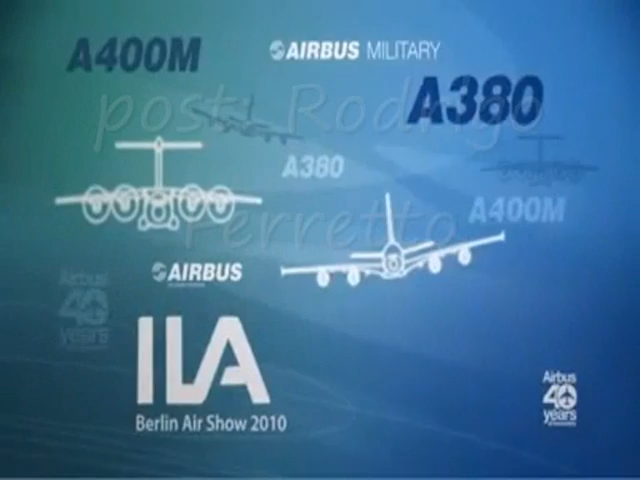 A400M
AIRBUS MILITARY
A380
post: Rodrigo
A380
A400M
Ferretto
AIRBUS
Airbus
40
years
ILA
Berlin Air Show 2010
Airbus
40
years